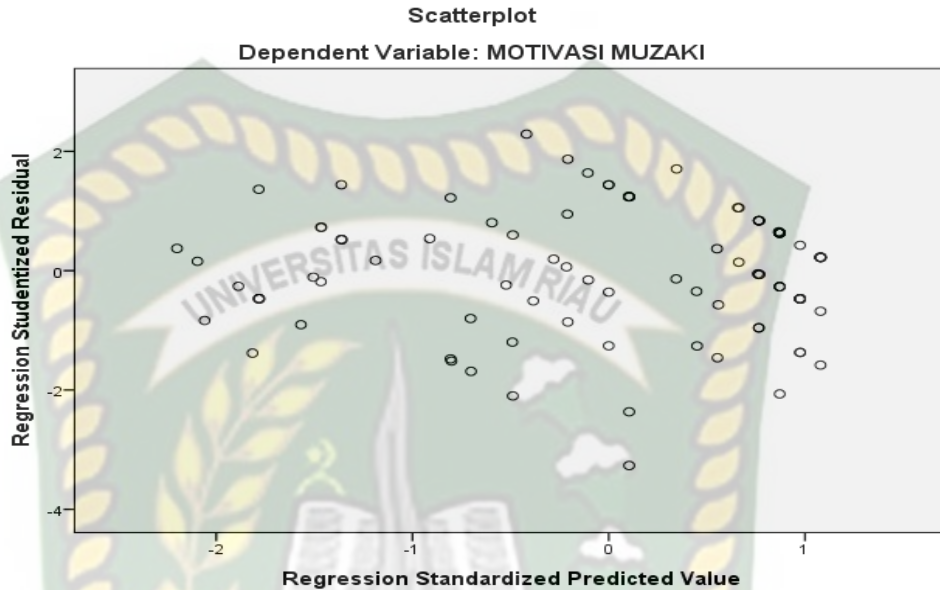 Scatterplot
Dependent Variable: MOTIVASI MUZAKI
Regression Studentized Residual
2
0
-2
-4
UNIVERSITAS ISLAM RIAU
-2
-1
0
1
Regression Standardized Predicted Value